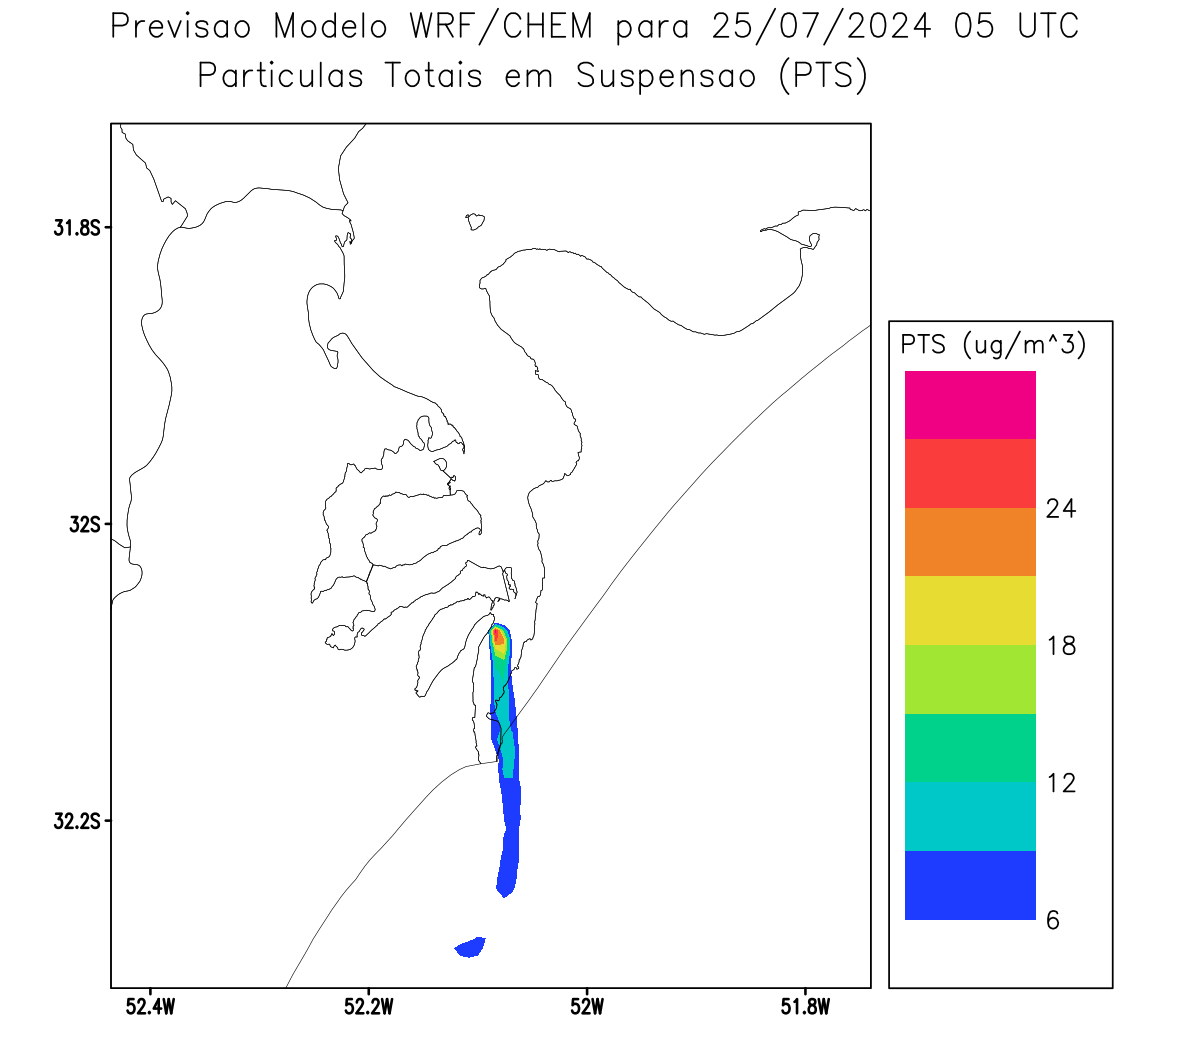 Previsao Modelo WRF/CHEM para 25/07/2024 05 UTC
Particulas Totais em Suspensao (PTS)
31.8S
32S
32.2S
52.4W
52.2W
52W
51.8W
PTS (ug/m^3)
24
18
12
6